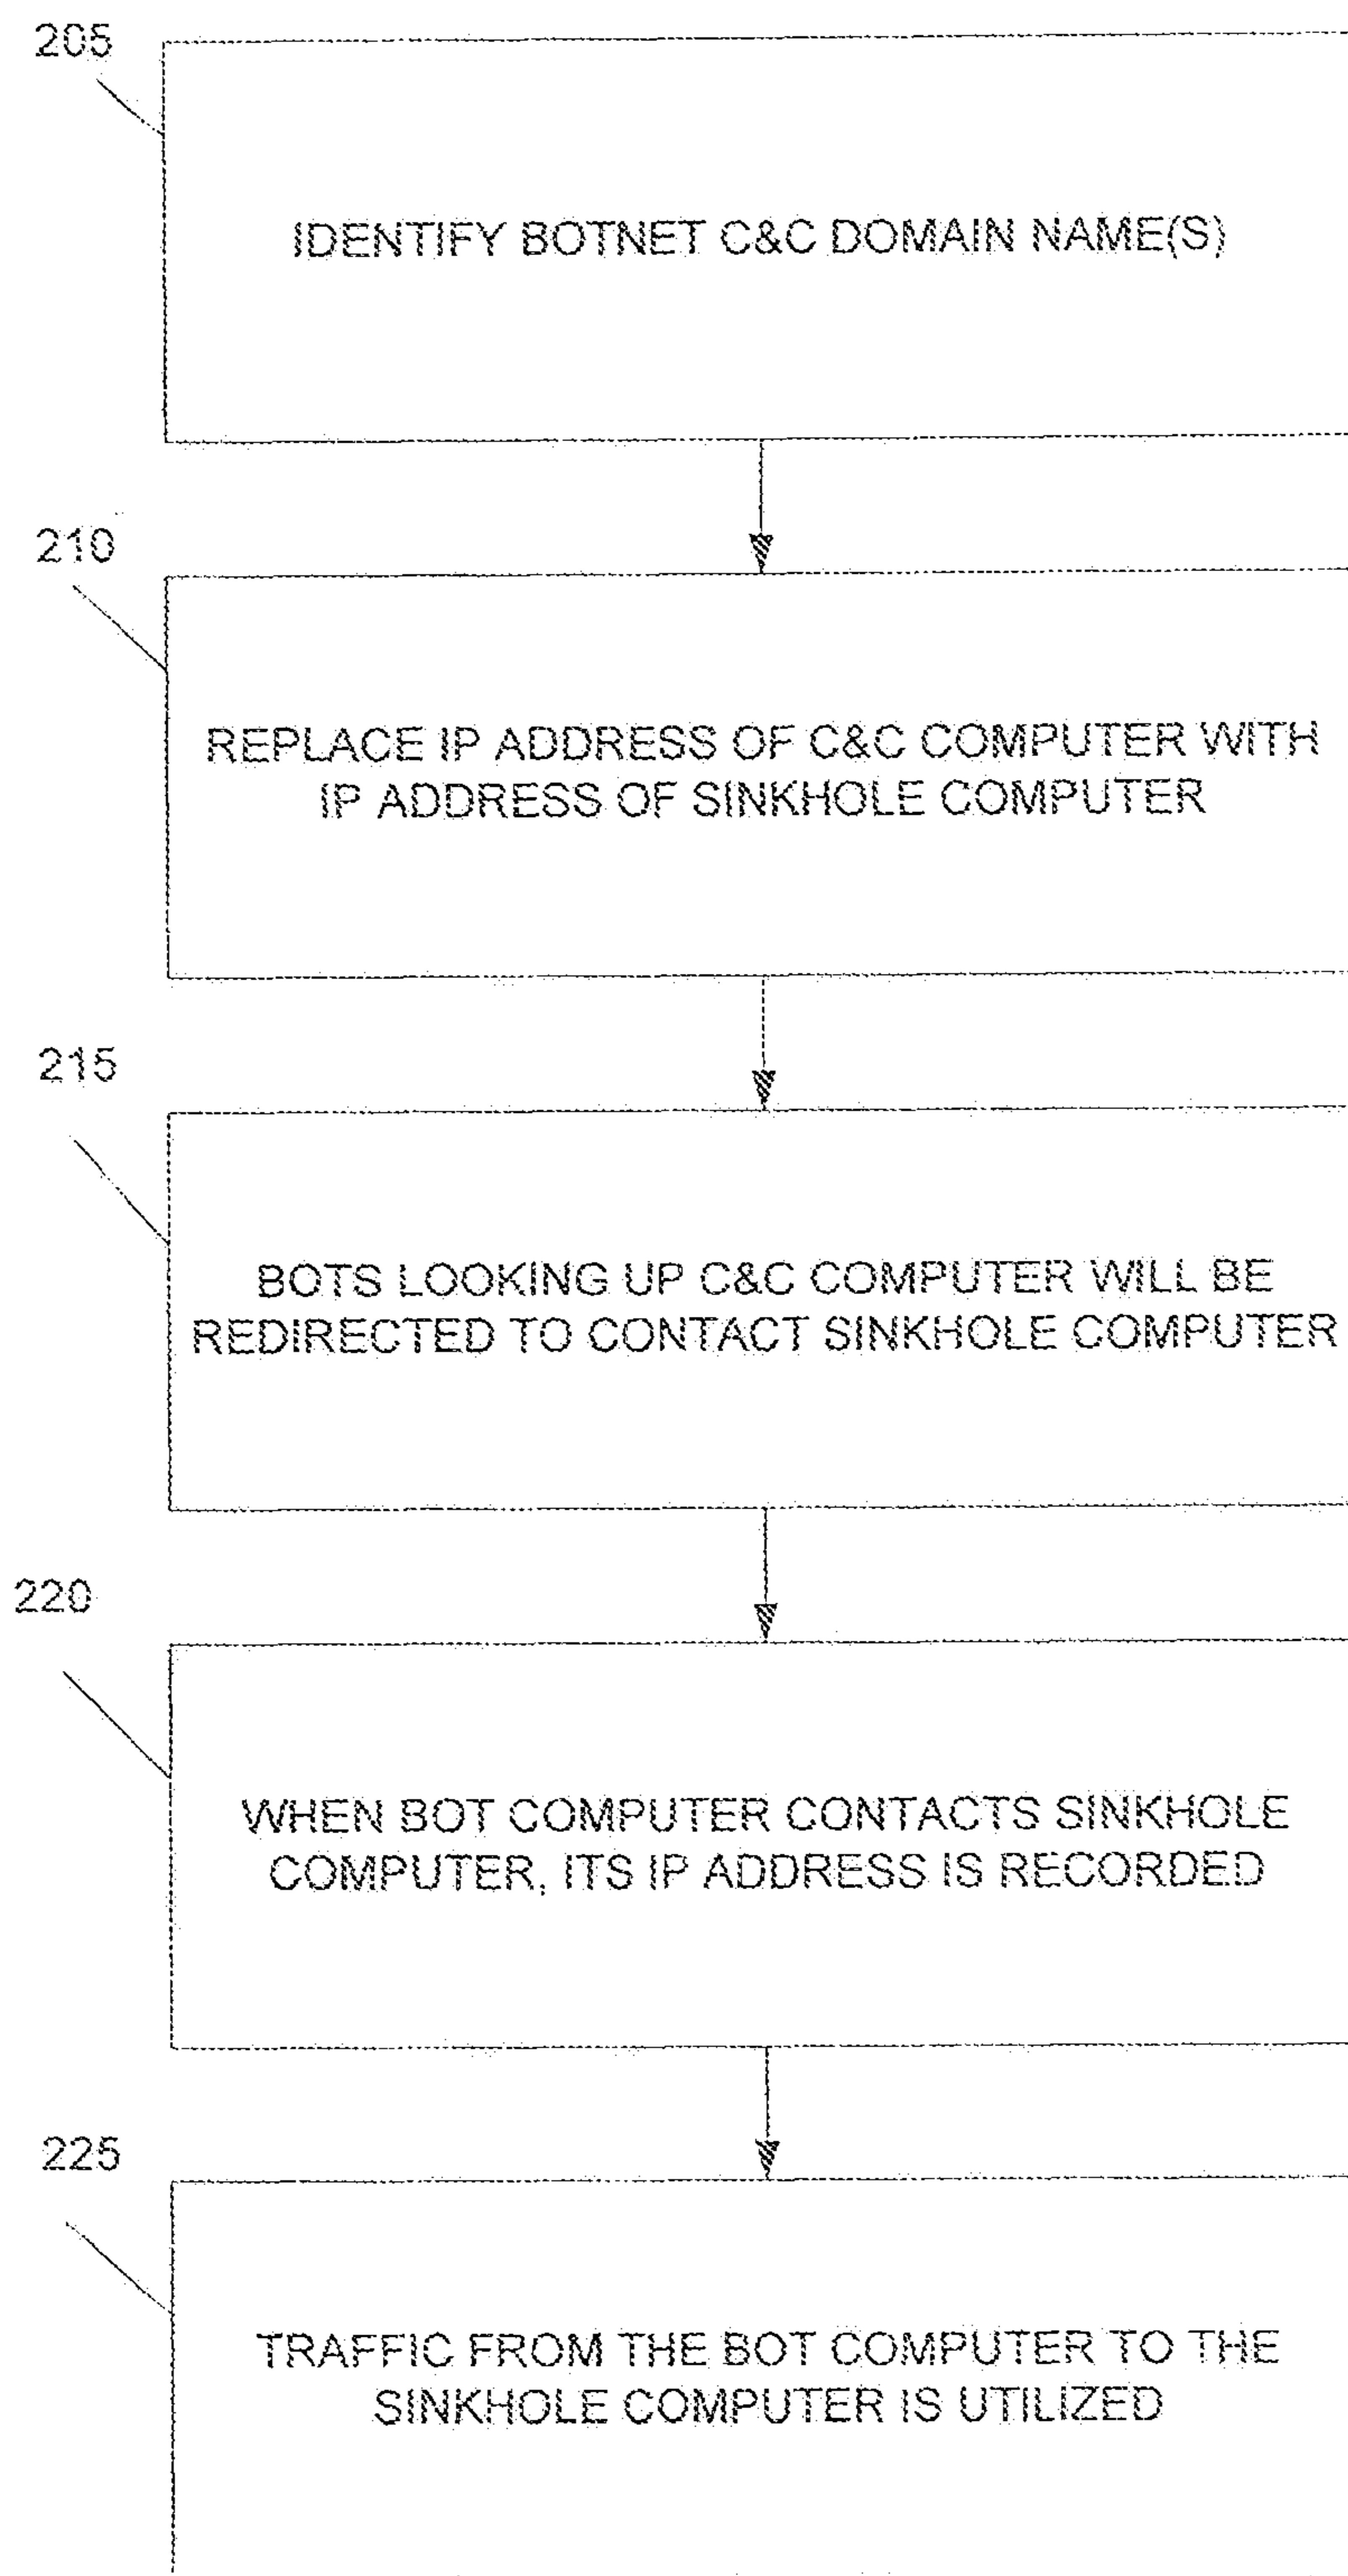 205
IDENTIFY BOTNET C&C DOMAIN NAME(S)
210
REPLACE IP ADDRESS OF C&C COMPUTER WITH
IP ADDRESS OF SINKHOLE COMPUTER
215
BOTS LOOKING UP C&C COMPUTER WILL BE
REDIRECTED TO CONTACT SINKHOLE COMPUTER
220
WHEN BOT COMPUTER CONTACTS SINKHOLE
COMPUTER, ITS IP ADDRESS IS RECORDED
225
TRAFFIC FROM THE BOT COMPUTER TO THE
SINKHOLE COMPUTER IS UTILIZED